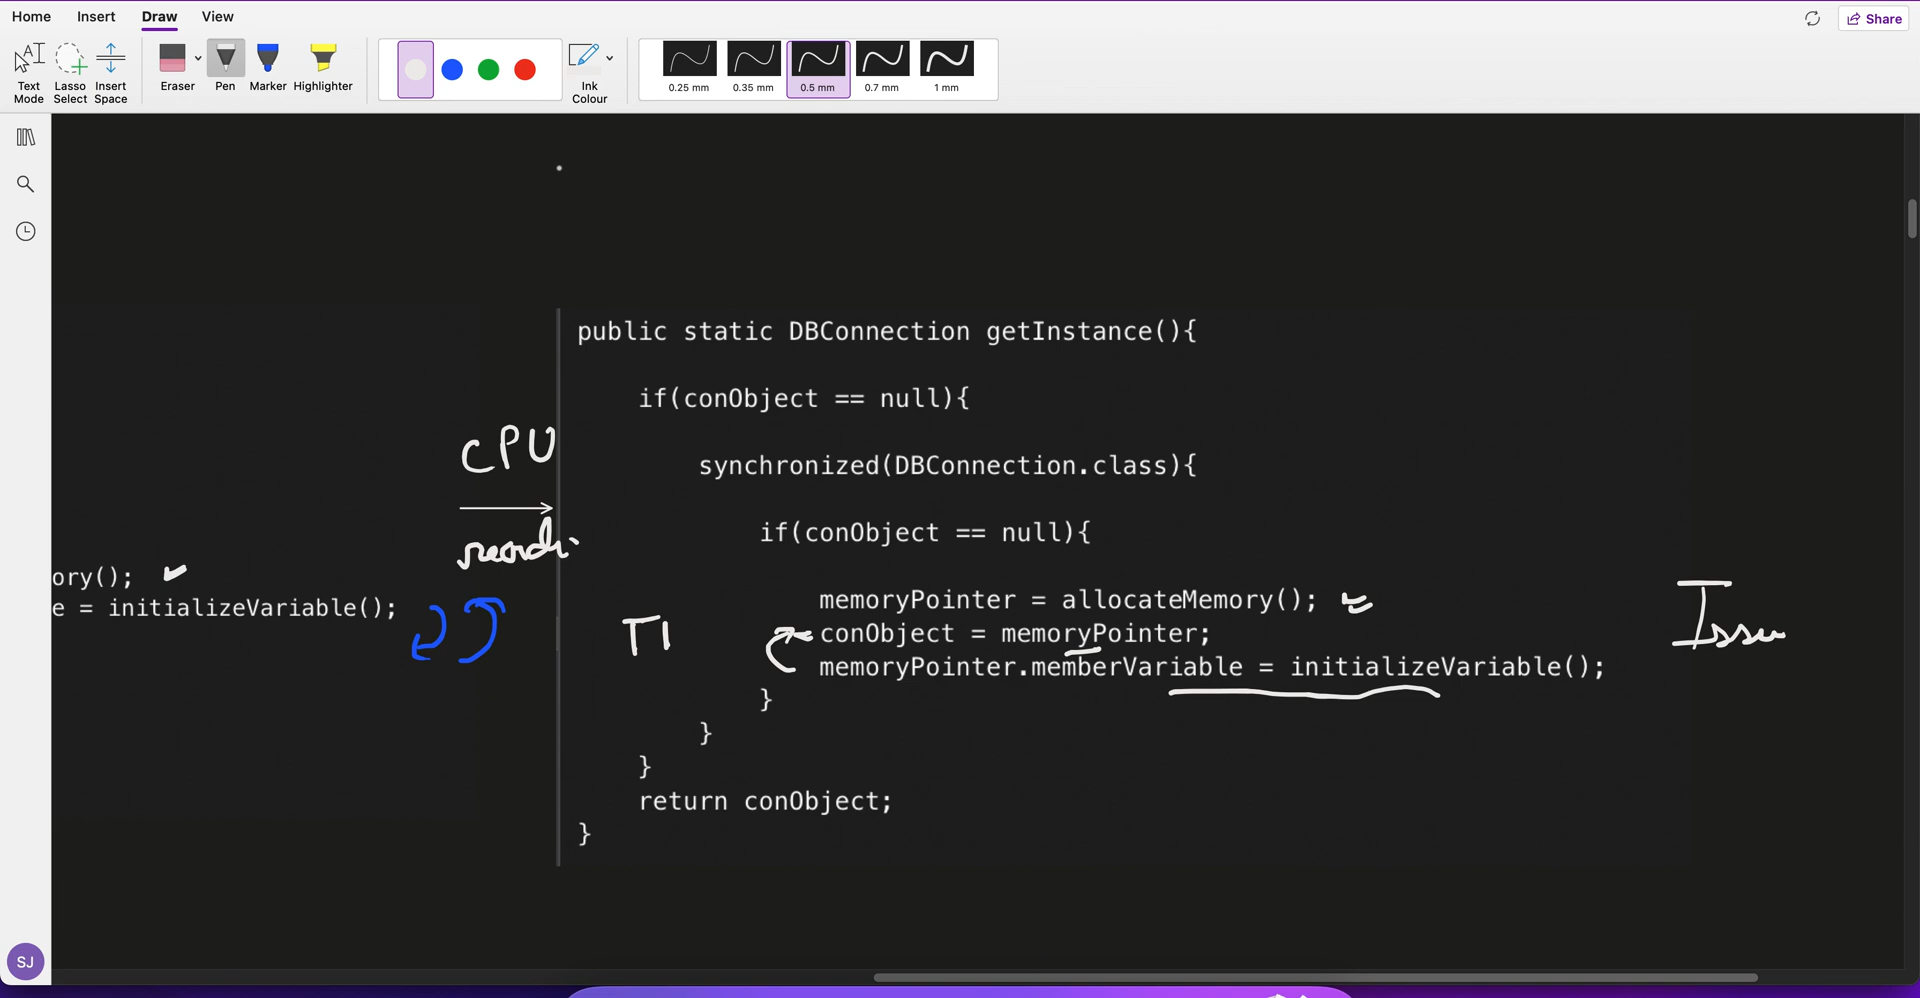 Home Insert Draw View
Share
Text Mode
Lasso Select
Insert Space
Eraser
Pen
Marker
Highlighter
Ink Colour
0.25 mm
0.35 mm
0.5 mm
0.7 mm
1 mm
public static DBConnection getInstance(){
if(conObject == null){
CPU
synchronized(DBConnection.class){
if(conObject == null){
ory();
e = initializeVariable();
T1
memoryPointer = allocateMemory();
conObject = memoryPointer;
memoryPointer.memberVariable = initializeVariable();
Issu
}
}
}
return conObject;
}
SJ